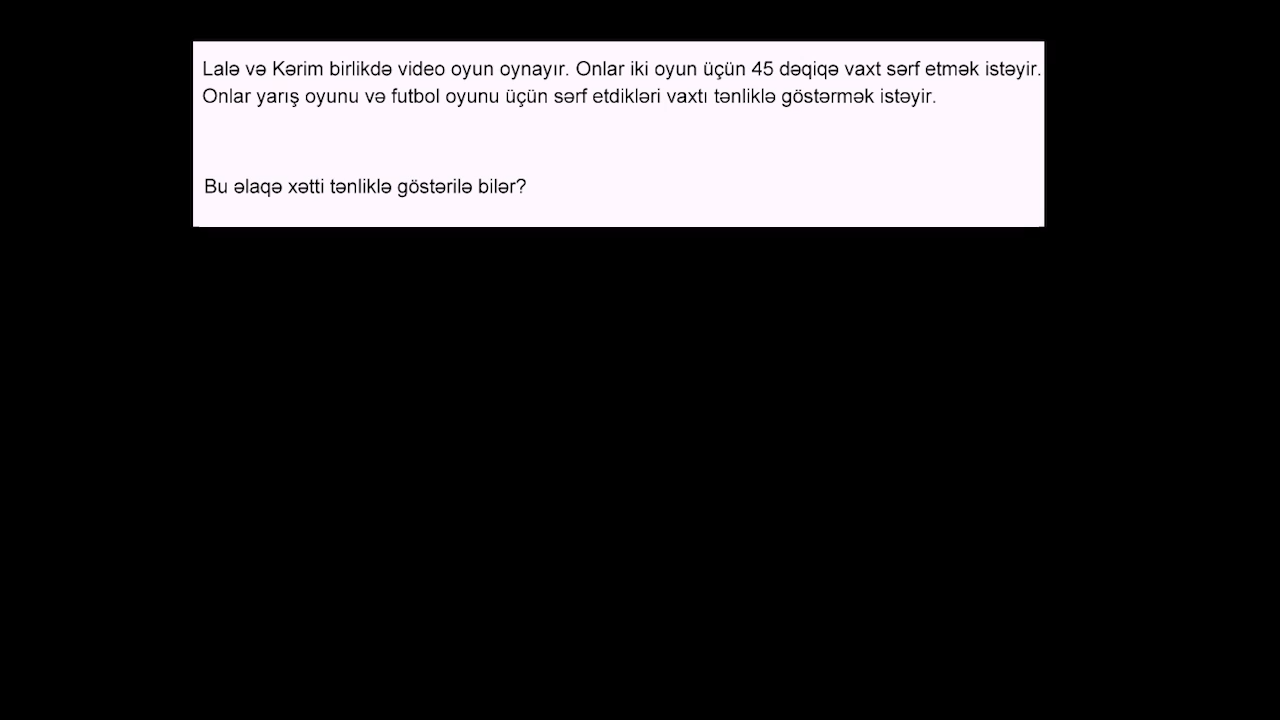 Lalə və Kərim birlikdə video oyun oynayır. Onlar iki oyun üçün 45 dəqiqə vaxt sərf etmək istəyir.
Onlar yarış oyunu və futbol oyunu üçün sərf etdikləri vaxtı tənliklə göstərmək istəyir.
Bu əlaqə xətti tənliklə göstərilə bilər?